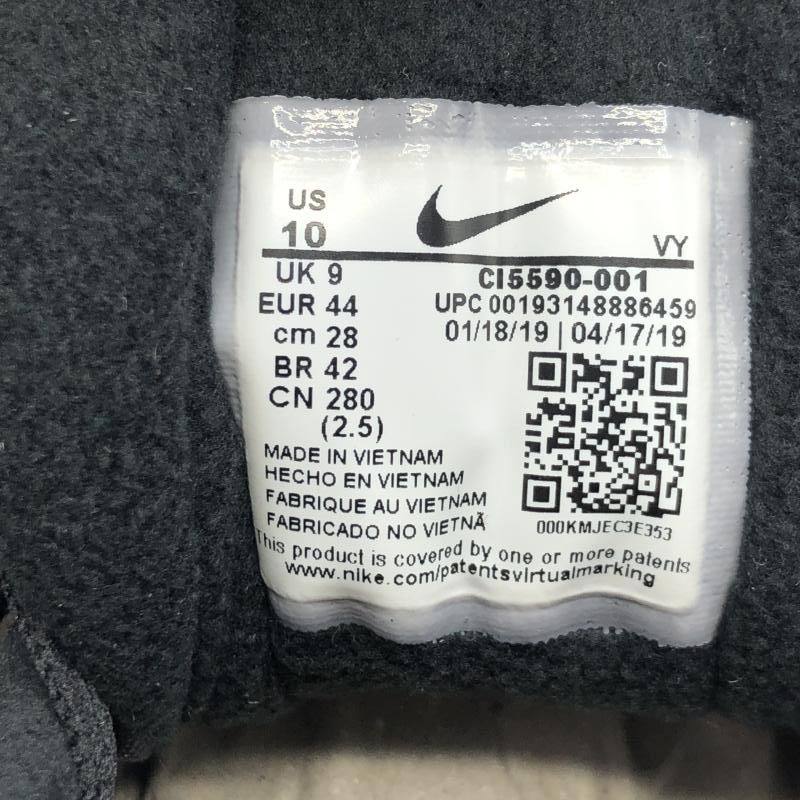 US
10
VY
UK 9
CI5590-001
EUR 44
UPC 00193148886459
cm 28
01/18/19 | 04/17/19
BR 42
CN 280
(2.5)
MADE IN VIETNAM
HECHO EN VIETNAM
FABRIQUE AU VIETNAM
FABRICADO NO VIETNÃ
000KMJEC3E353
This product is covered by one or more patents
www.nike.com/patentsvirtualmarking